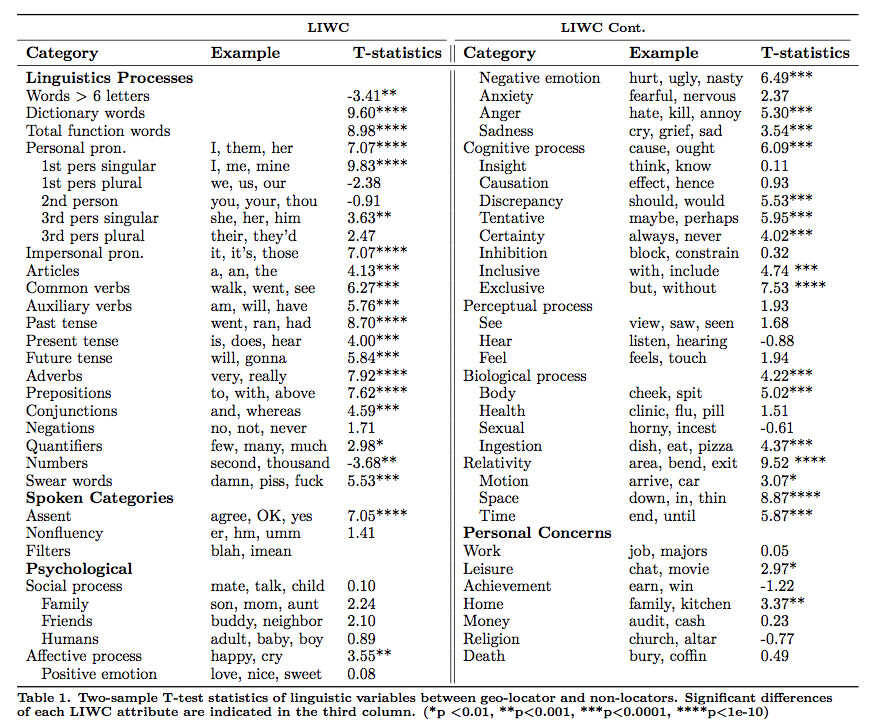 LIWC
Category Example T-statistics
Linguistics Processes
Words > 6 letters -3.41**
Dictionary words 9.60****
Total function words 8.98****
Personal pron. I, them, her 7.07****
1st pers singular I, me, mine 9.83****
1st pers plural we, us, our -2.38
2nd person you, your, thou -0.91
3rd pers singular she, her, him 3.63**
3rd pers plural their, they'd 2.47
Impersonal pron. it, it's, those 7.07****
Articles a, an, the 4.13***
Common verbs walk, went, see 6.27***
Auxiliary verbs am, will, have 5.76***
Past tense went, ran, had 8.70****
Present tense is, does, hear 4.00***
Future tense will, gonna 5.84***
Adverbs very, really 7.92****
Prepositions to, with, above 7.62****
Conjunctions and, whereas 4.59***
Negations no, not, never 1.71
Quantifiers few, many, much 2.98*
Numbers second, thousand -3.68**
Swear words damn, piss, fuck 5.53***
Spoken Categories
Assent agree, OK, yes 7.05****
Nonfluency er, hm, umm 1.41
Filters blah, imean
Psychological
Social process mate, talk, child 0.10
Family son, mom, aunt 2.24
Friends buddy, neighbor 2.10
Humans adult, baby, boy 0.89
Affective process happy, cry 3.55**
Positive emotion love, nice, sweet 0.08
LIWC Cont.
Category Example T-statistics
Negative emotion hurt, ugly, nasty 6.49***
Anxiety fearful, nervous 2.37
Anger hate, kill, annoy 5.30***
Sadness cry, grief, sad 3.54***
Cognitive process cause, ought 6.09***
Insight think, know 0.11
Causation effect, hence 0.93
Discrepancy should, would 5.53***
Tentative maybe, perhaps 5.95***
Certainty always, never 4.02***
Inhibition block, constrain 0.32
Inclusive with, include 4.74 ***
Exclusive but, without 7.53 ****
Perceptual process 1.93
See view, saw, seen 1.68
Hear listen, hearing -0.88
Feel feels, touch 1.94
Biological process 4.22***
Body cheek, spit 5.02***
Health clinic, flu, pill 1.51
Sexual horny, incest -0.61
Ingestion dish, eat, pizza 4.37***
Relativity area, bend, exit 9.52 ****
Motion arrive, car 3.07*
Space down, in, thin 8.87****
Time end, until 5.87***
Personal Concerns
Work job, majors 0.05
Leisure chat, movie 2.97*
Achievement earn, win -1.22
Home family, kitchen 3.37**
Money audit, cash 0.23
Religion church, altar -0.77
Death bury, coffin 0.49
Table 1. Two-sample T-test statistics of linguistic variables between geo-locator and non-locators. Significant differences
of each LIWC attribute are indicated in the third column. (*p <0.01, **p<0.001, ***p<0.0001, ****p<1e-10)